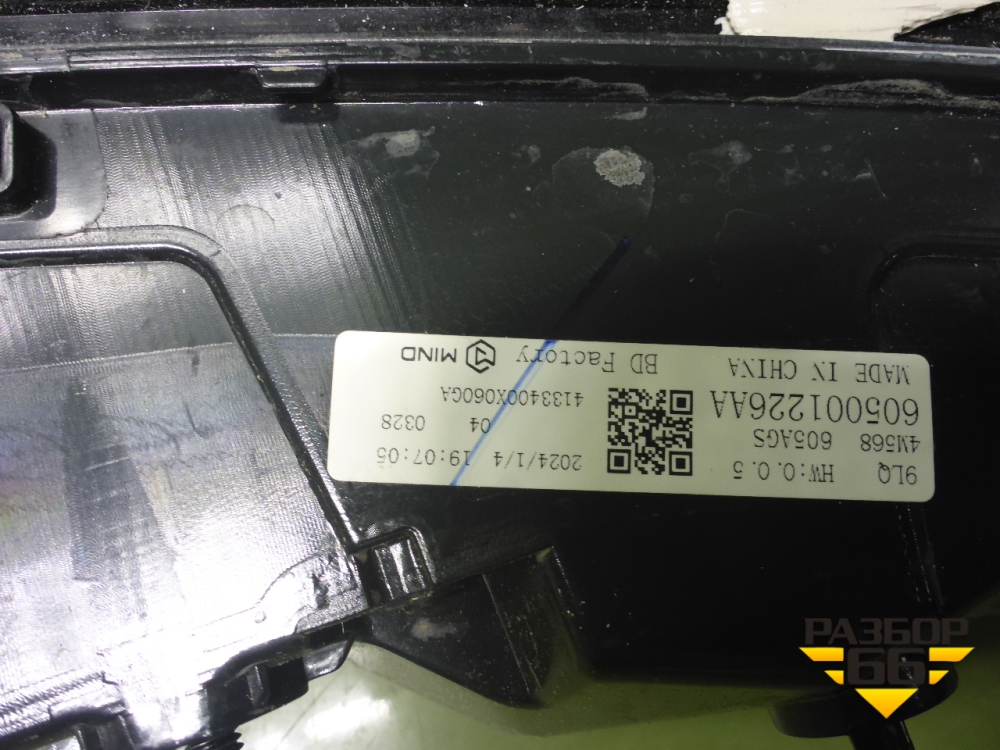 9LQ HW:0.0.5 2024/1/4 19:07:05
4M568 605AGS 04 0328
605001226AA 4133400X060GA
MADE IN CHINA BD Factory MIND
РАЗБОР
66